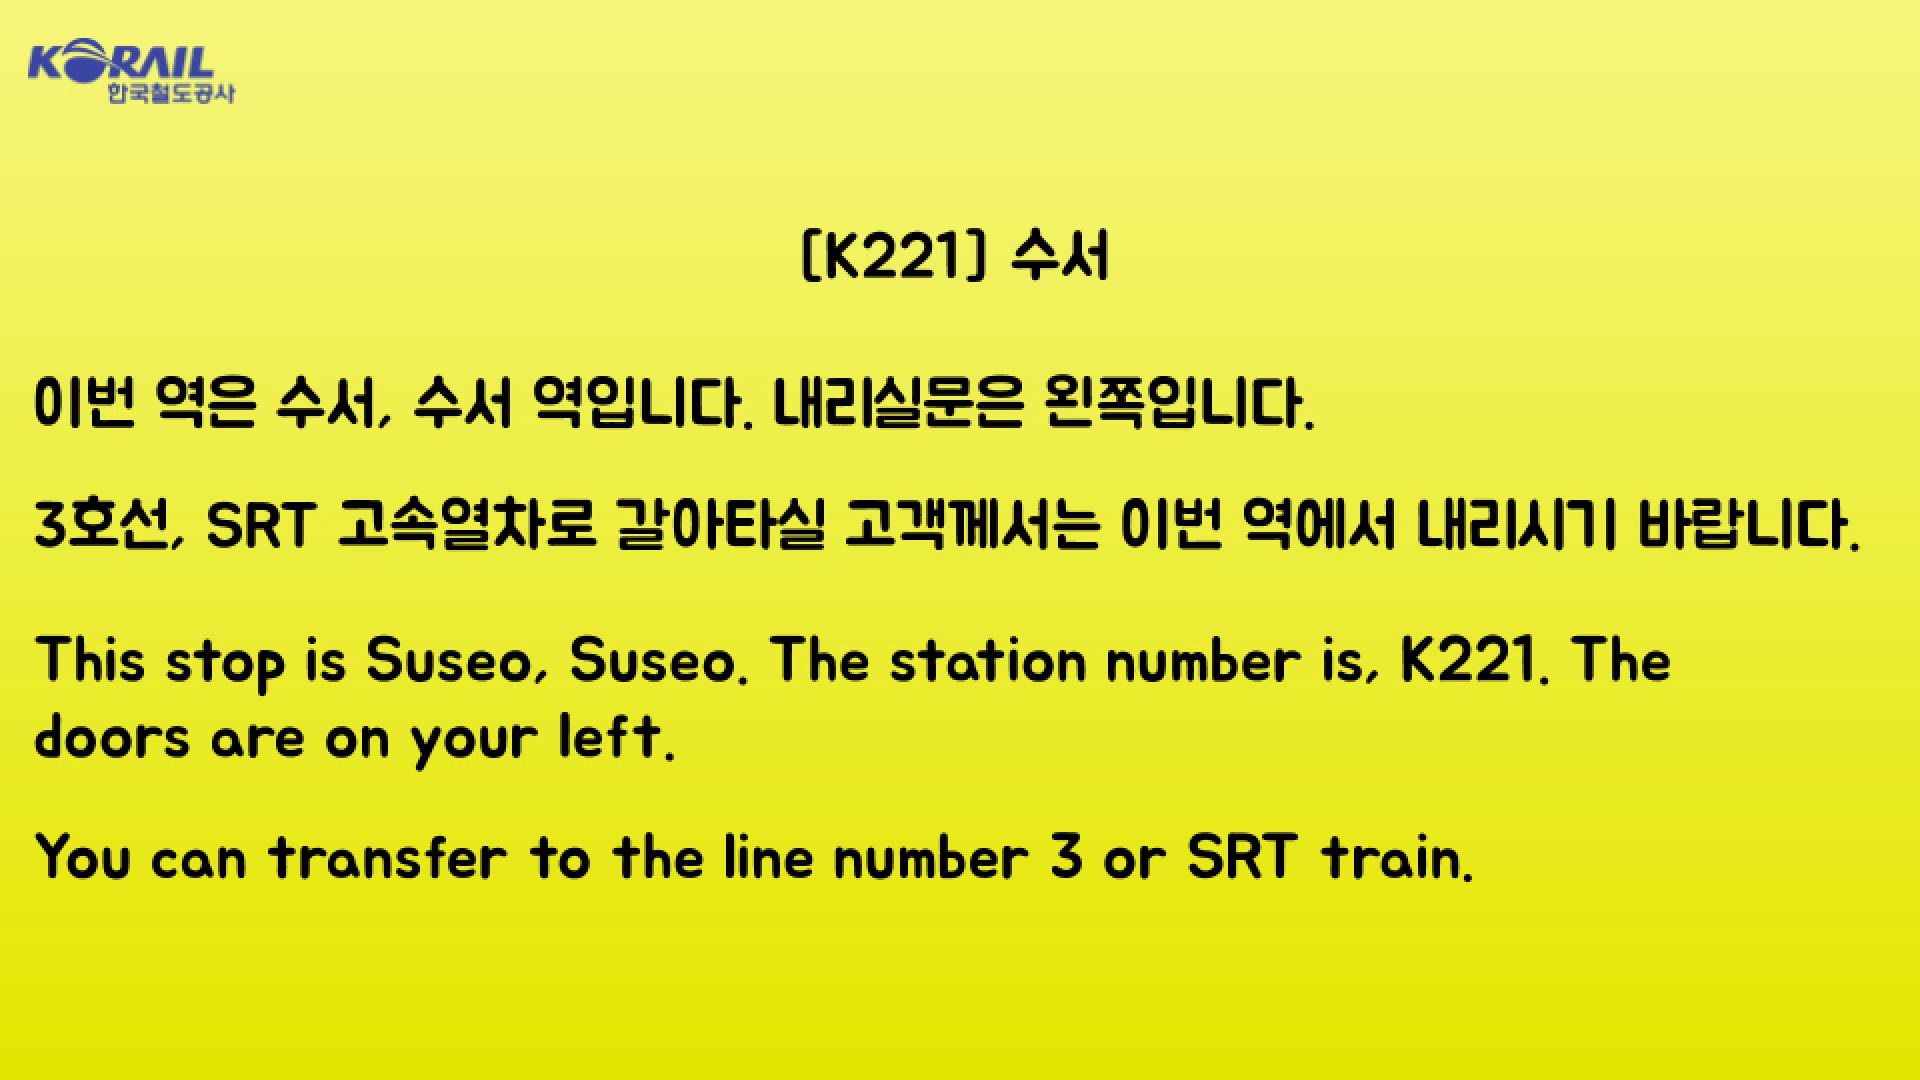 KORAIL
한국철도공사
[K221] 수서
이번 역은 수서, 수서 역입니다. 내리실문은 왼쪽입니다.
3호선, SRT 고속열차로 갈아타실 고객께서는 이번 역에서 내리시기 바랍니다.
This stop is Suseo, Suseo. The station number is, K221. The
doors are on your left.
You can transfer to the line number 3 or SRT train.